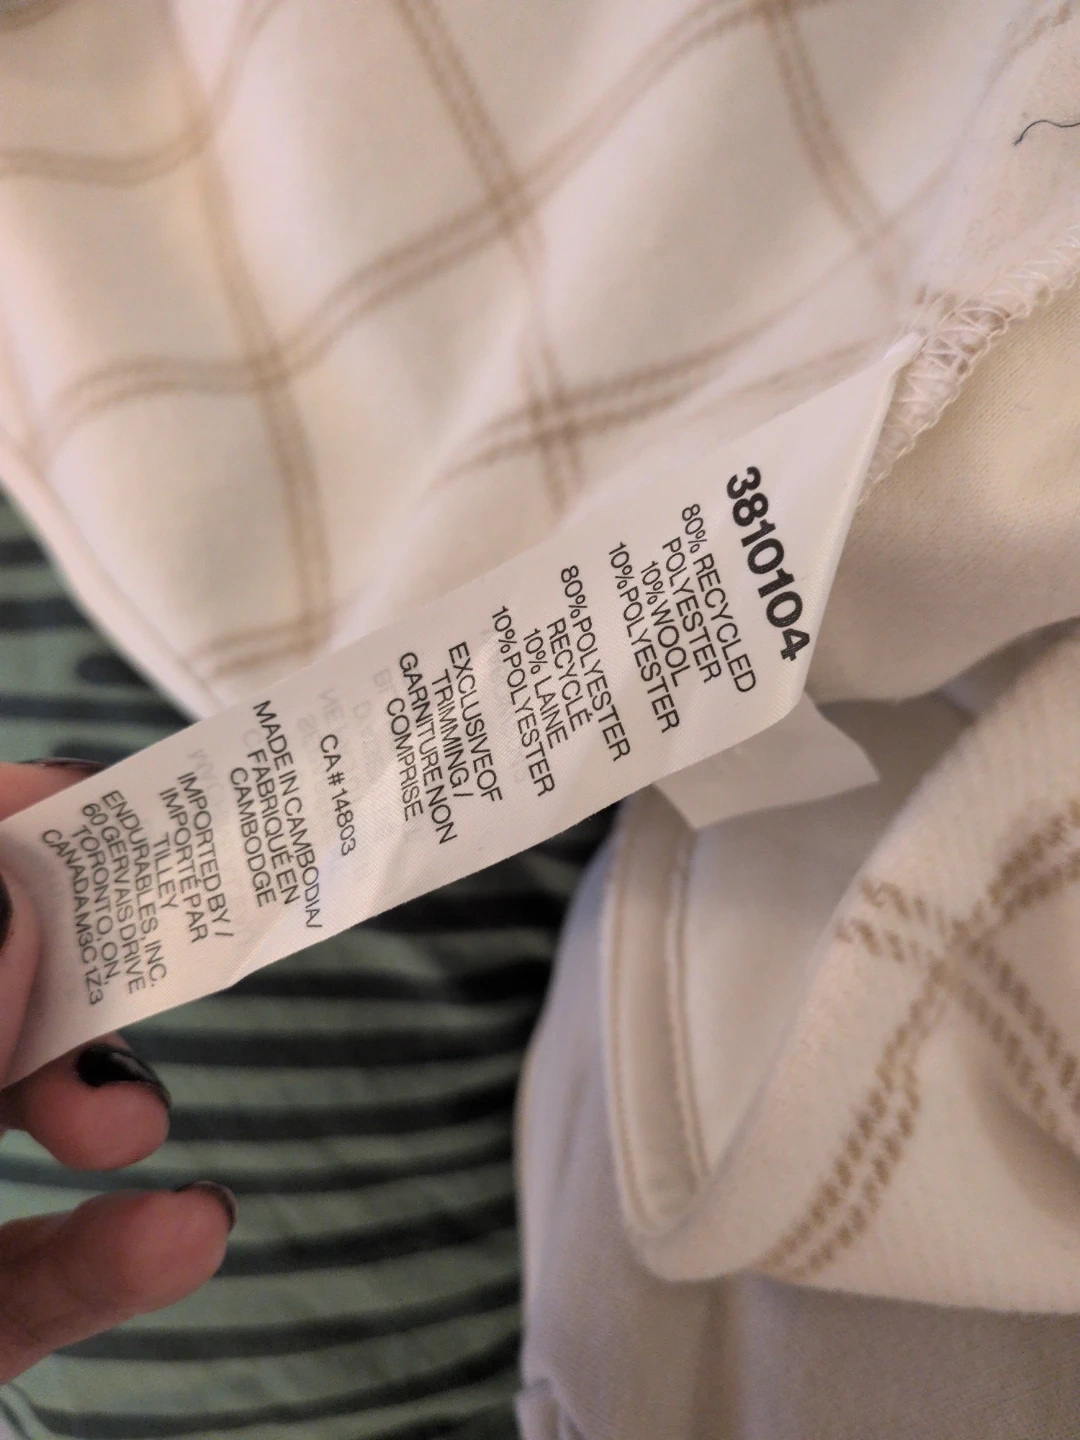 3810104
80% RECYCLED
POLYESTER
10% WOOL
10% POLYESTER
80% POLYESTER
RECYCLÉ
10% LAINE
10% POLYESTER
EXCLUSIVE OF
TRIMMING /
GARNITURE NON
COMPRISE
CA # 14803
MADE IN CAMBODIA/
FABRIQUÉ EN
CAMBODGE
IMPORTED BY /
IMPORTÉ PAR
TILLEY
ENDURABLES, INC.
60 GERVAIS DRIVE
TORONTO, ON,
CANADA M3C 1Z3